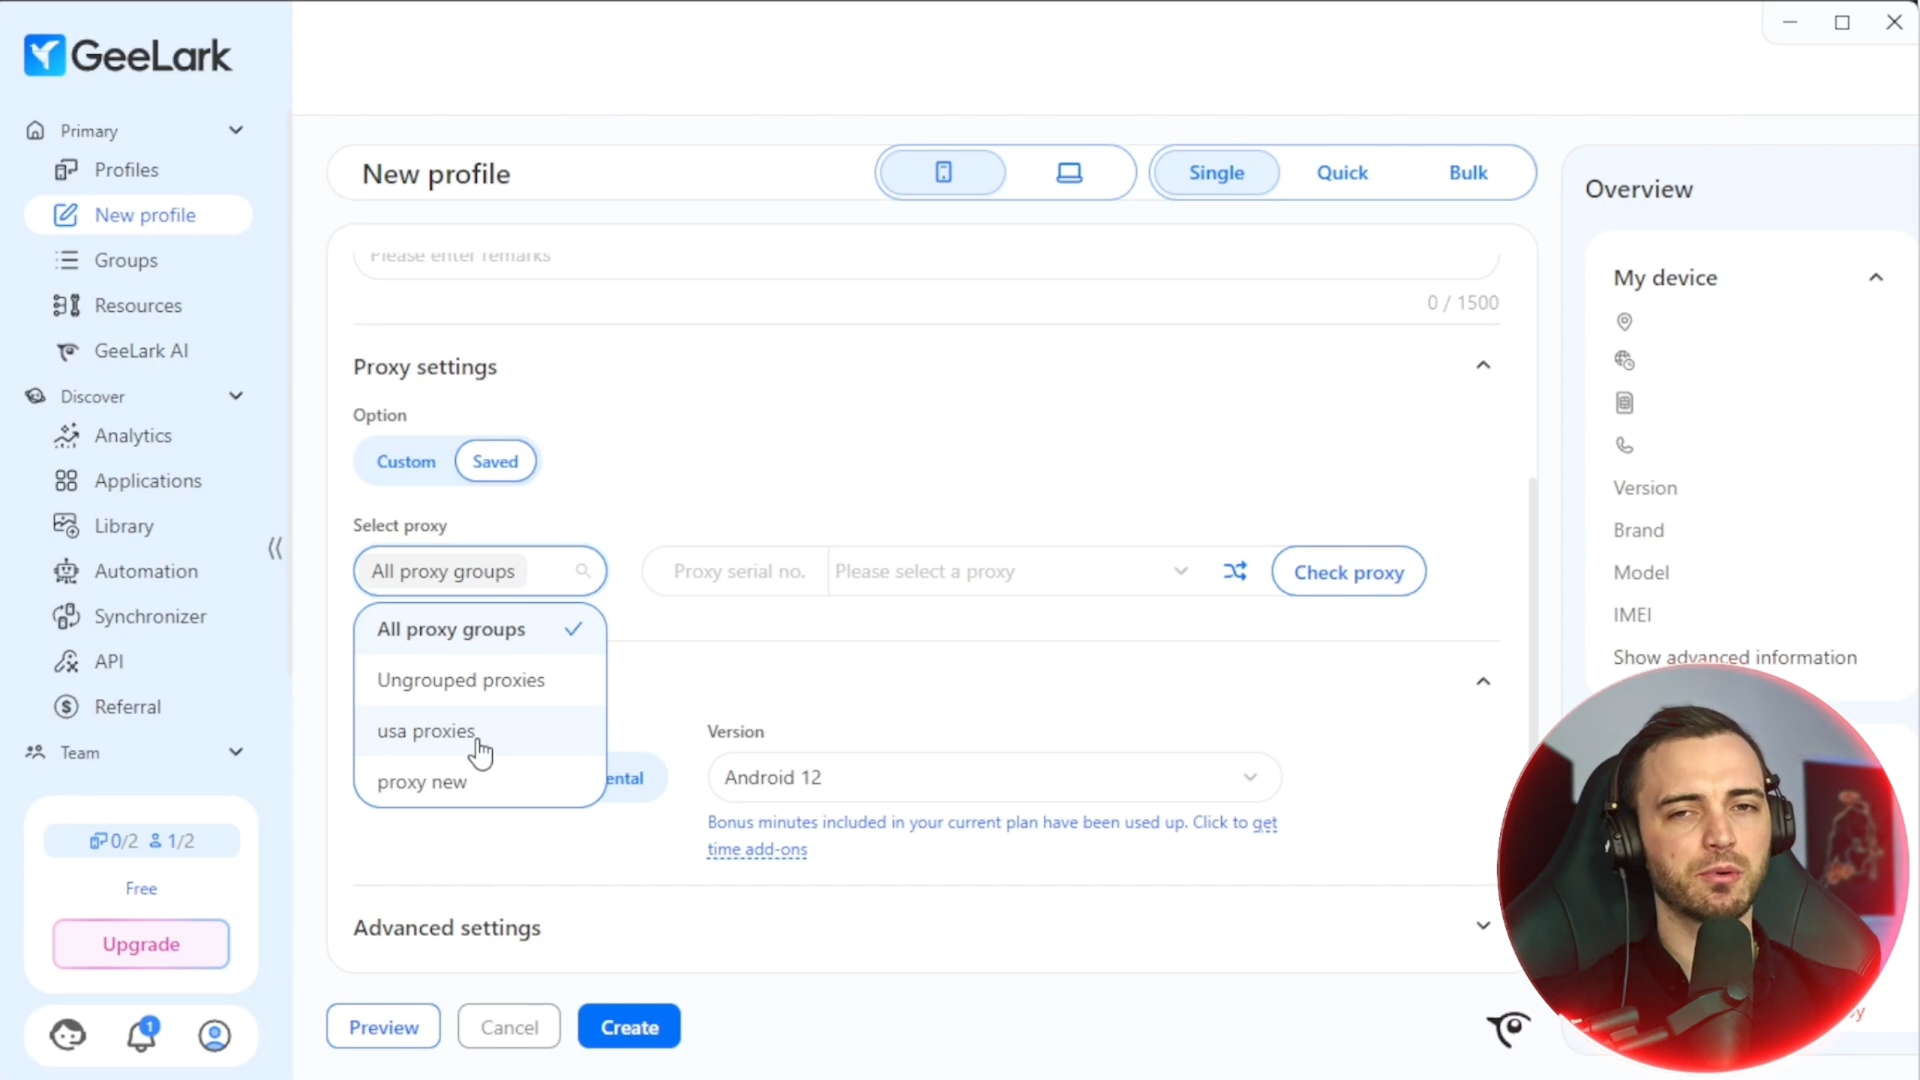 GeeLark
Primary
Profiles
New profile
Groups
Resources
GeeLark AI
Discover
Analytics
Applications
Library
Automation
Synchronizer
API
Referral
Team
0/2 1/2
Free
Upgrade
1
New profile
Single
Quick
Bulk
Please enter remarks
0 / 1500
Proxy settings
Option
Custom
Saved
Select proxy
All proxy groups
Proxy serial no.
Please select a proxy
Check proxy
All proxy groups
Ungrouped proxies
usa proxies
proxy new
ental
Version
Android 12
Bonus minutes included in your current plan have been used up. Click to get
time add-ons
Advanced settings
Preview
Cancel
Create
Overview
My device
Version
Brand
Model
IMEI
Show advanced information